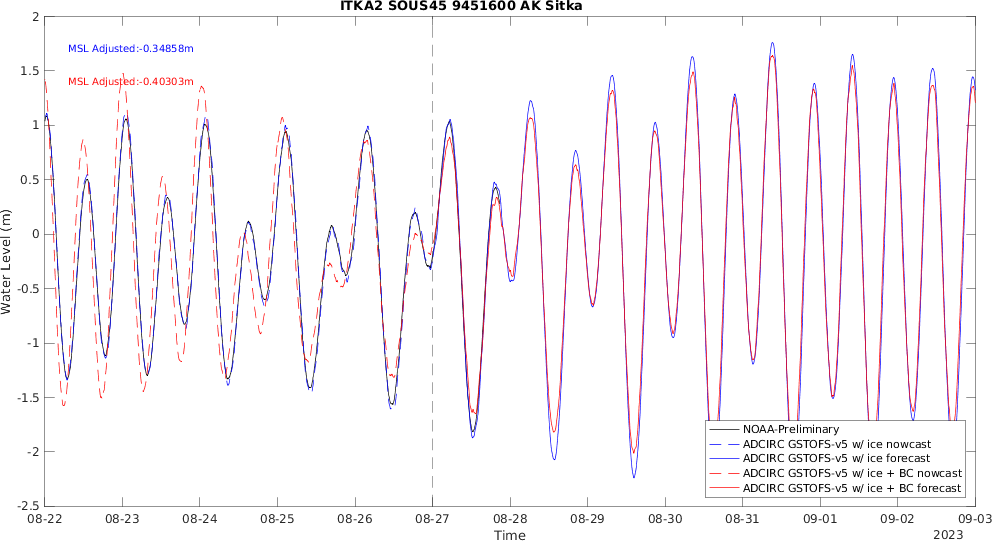 ITKA2 SOUS45 9451600 AK Sitka
MSL Adjusted:-0.34858m
MSL Adjusted:-0.40303m
Water Level (m)
2
1.5
1
0.5
0
-0.5
-1
-1.5
-2
-2.5
NOAA-Preliminary
ADCIRC GSTOFS-v5 w/ ice nowcast
ADCIRC GSTOFS-v5 w/ ice forecast
ADCIRC GSTOFS-v5 w/ ice + BC nowcast
ADCIRC GSTOFS-v5 w/ ice + BC forecast
08-22 08-23 08-24 08-25 08-26 08-27 08-28 08-29 08-30 08-31 09-01 09-02 09-03
Time
2023